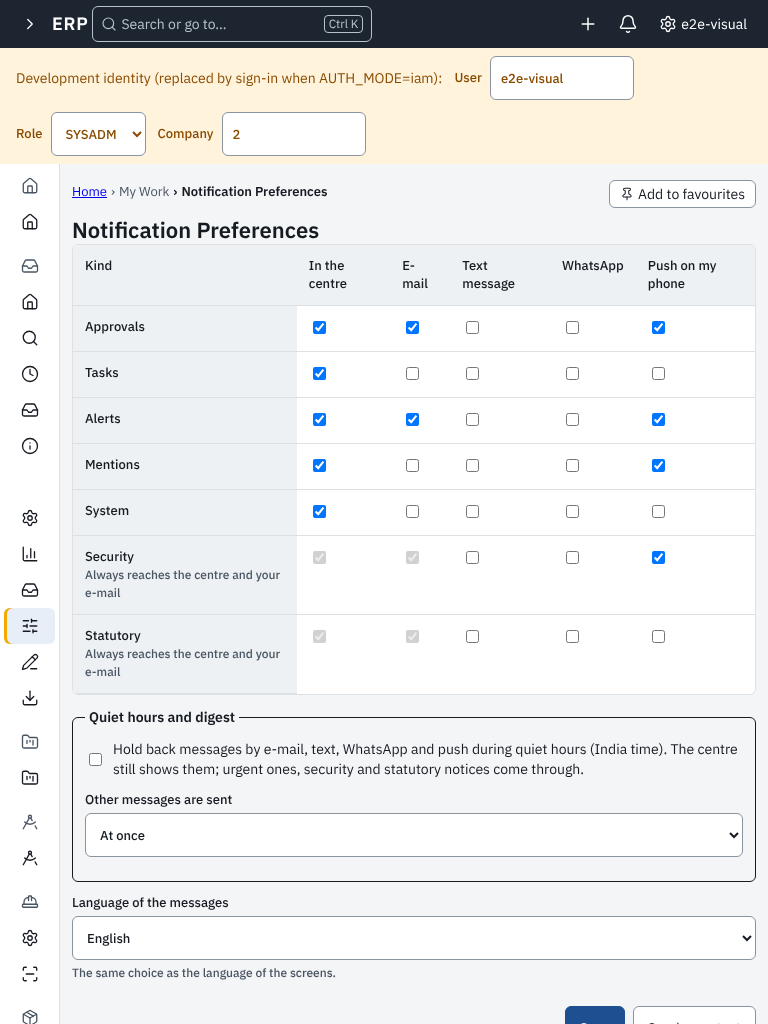 ERP
Search or go to...
Ctrl K
e2e-visual
Development identity (replaced by sign-in when AUTH_MODE=iam):
User
e2e-visual
Role
SYSADM
Company
2
Home › My Work › Notification Preferences
Add to favourites
Notification Preferences
Kind
In the centre
E-mail
Text message
WhatsApp
Push on my phone
Approvals
Tasks
Alerts
Mentions
System
Security
Always reaches the centre and your
e-mail
Statutory
Always reaches the centre and your
e-mail
Quiet hours and digest
Hold back messages by e-mail, text, WhatsApp and push during quiet hours (India time). The centre
still shows them; urgent ones, security and statutory notices come through.
Other messages are sent
At once
Language of the messages
English
The same choice as the language of the screens.